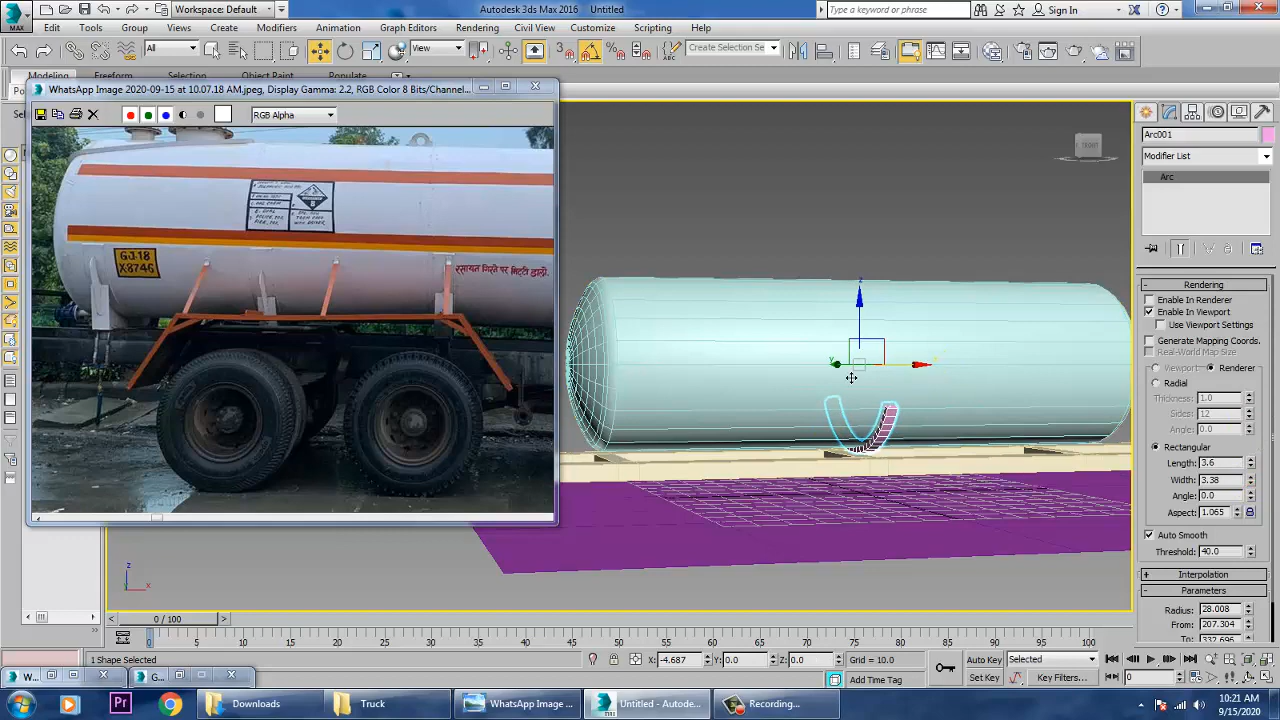 MAX
Workspace: Default
Autodesk 3ds Max 2016 Untitled
Type a keyword or phrase
Sign In
Edit Tools Group Views Create Modifiers Animation Graph Editors Rendering Civil View Customize Scripting Help
All View Create Selection Se
Modeling Freeform Selection Object Paint Populate
WhatsApp Image 2020-09-15 at 10.07.18 AM.jpeg, Display Gamma: 2.2, RGB Color 8 Bits/Channel...
RGB Alpha
GJ-18
X8746
रसायन गिरने पर मिट्टी डालो.
FRONT
z
y
x
z
x
Arc001
Modifier List
Arc
Rendering
Enable In Renderer
Enable In Viewport
Use Viewport Settings
Generate Mapping Coords.
Real-World Map Size
Viewport Renderer
Radial
Thickness: 1.0
Sides: 12
Angle: 0.0
Rectangular
Length: 3.6
Width: 3.38
Angle: 0.0
Aspect: 1.065
Auto Smooth
Threshold: 40.0
Interpolation
Parameters
Radius: 28.008
From: 207.304
To: 332.696
0 / 100
0 5 10 15 20 25 30 35 40 45 50 55 60 65 70 75 80 85 90 95 100
1 Shape Selected X: -4.687 Y: 0.0 Z: 0.0 Grid = 10.0 Auto Key Selected
Add Time Tag Set Key Key Filters... 0
W... G...
Downloads Truck WhatsApp Image ... Untitled - Autode... Recording...
10:21 AM
9/15/2020